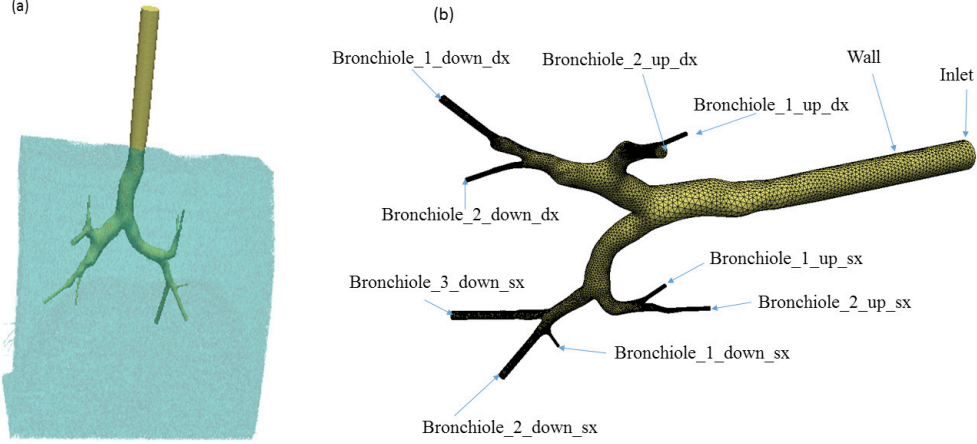 (a)
(b)
Bronchiole_1_down_dx
Bronchiole_2_up_dx
Wall
Inlet
Bronchiole_1_up_dx
Bronchiole_2_down_dx
Bronchiole_1_up_sx
Bronchiole_3_down_sx
Bronchiole_2_up_sx
Bronchiole_1_down_sx
Bronchiole_2_down_sx